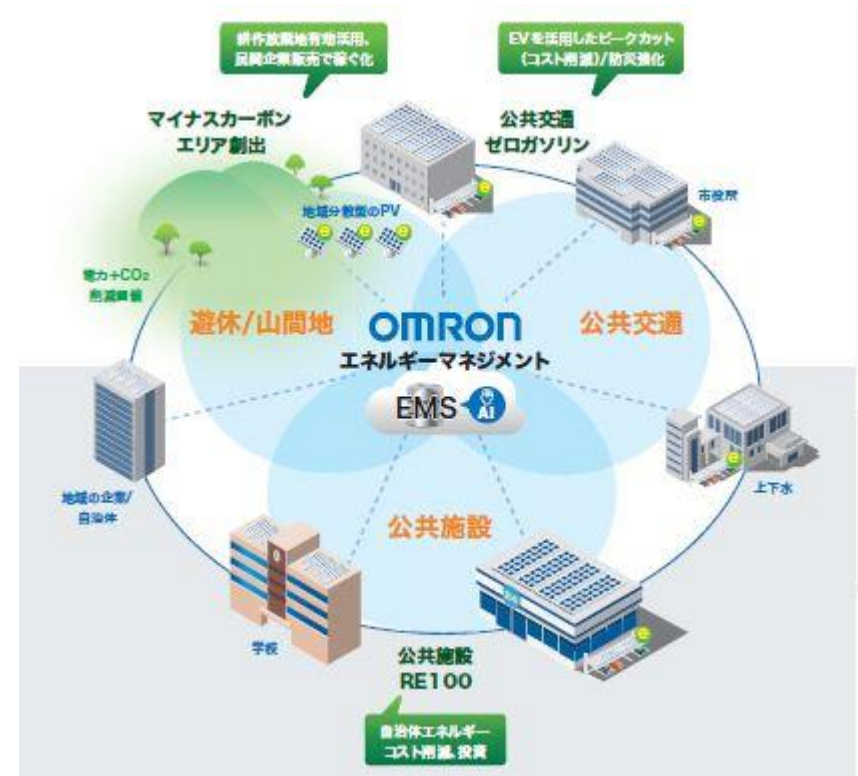 耕作放棄地有効活用、
民間企業販売で稼ぐ化
EVを活用したピークカット
(コスト削減)/防災強化
マイナスカーボン
エリア創出
公共交通
ゼロガソリン
市役所
地域分散型のPV
電力+CO₂
削減価値
遊休/山間地
OMRON
公共交通
エネルギーマネジメント
EMS
AI
地域の企業/
自治体
上下水
公共施設
学校
公共施設
RE100
自治体エネルギー
コスト削減、投資